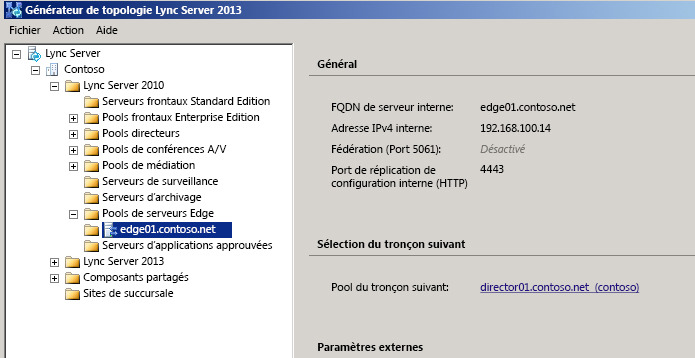 Générateur de topologie Lync Server 2013
Fichier Action Aide
Lync Server
Contoso
Lync Server 2010
Serveurs frontaux Standard Edition
Pools frontaux Enterprise Edition
Pools directeurs
Pools de conférences A/V
Pools de médiation
Serveurs de surveillance
Serveurs d'archivage
Pools de serveurs Edge
edge01.contoso.net
Serveurs d'applications approuvées
Lync Server 2013
Composants partagés
Sites de succursale
Général
FQDN de serveur interne: edge01.contoso.net
Adresse IPv4 interne: 192.168.100.14
Fédération (Port 5061): Désactivé
Port de réplication de 4443
configuration interne (HTTP)
Sélection du tronçon suivant
Pool du tronçon suivant: director01.contoso.net (contoso)
Paramètres externes